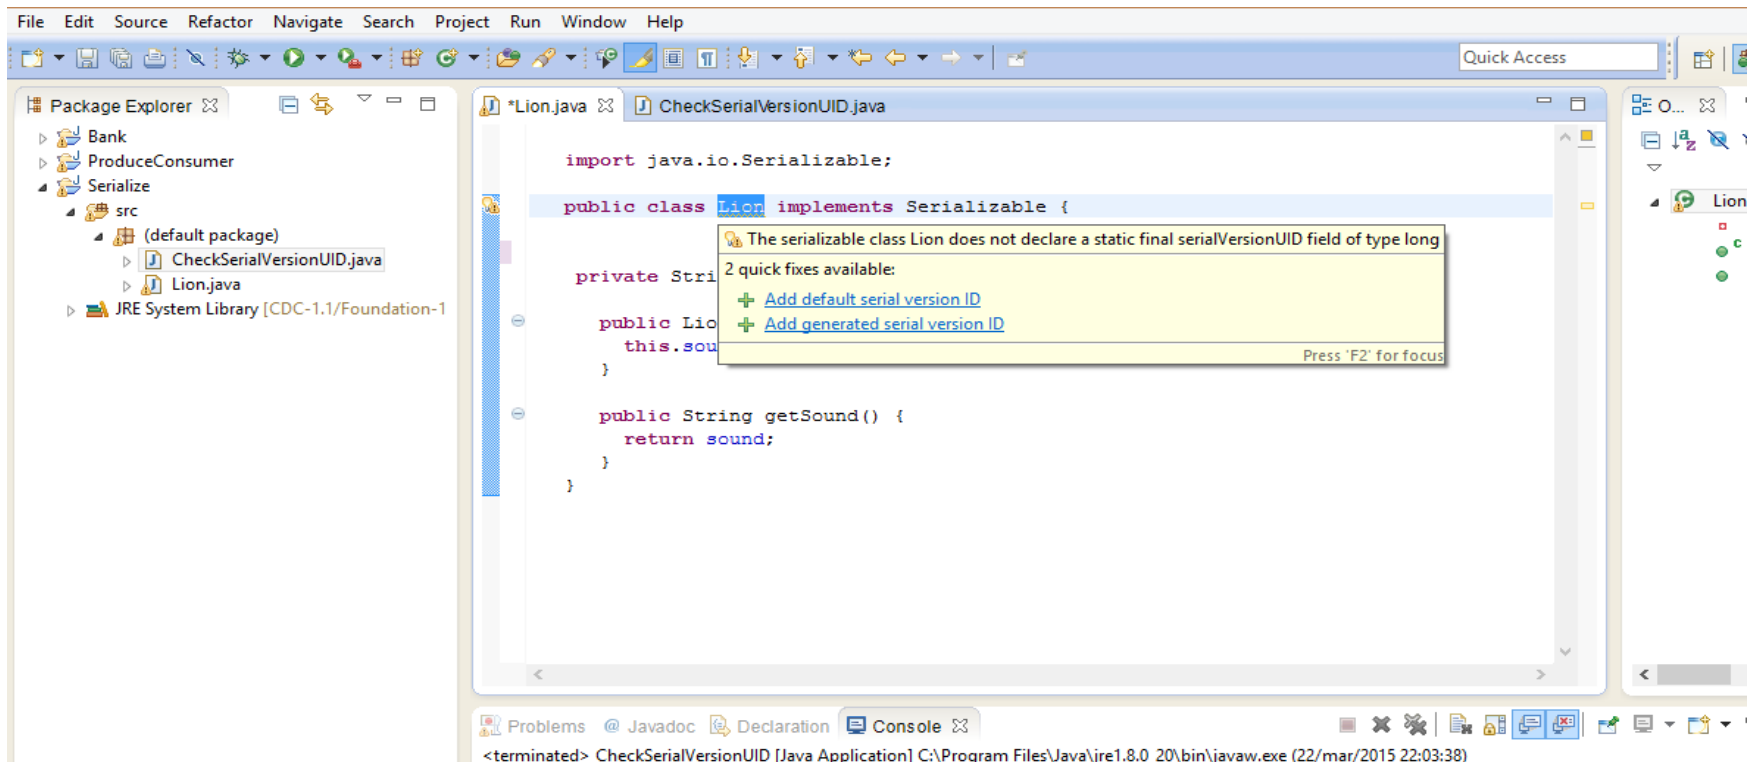 File Edit Source Refactor Navigate Search Project Run Window Help
Quick Access
Package Explorer
*Lion.java CheckSerialVersionUID.java
O...
Bank
ProduceConsumer
Serialize
src
(default package)
CheckSerialVersionUID.java
Lion.java
JRE System Library [CDC-1.1/Foundation-1
import java.io.Serializable;
public class Lion implements Serializable {
The serializable class Lion does not declare a static final serialVersionUID field of type long
2 quick fixes available:
Add default serial version ID
Add generated serial version ID
Press 'F2' for focus
private Stri
public Lio
this.sou
}
public String getSound() {
return sound;
}
}
Lion
Problems @ Javadoc Declaration Console
<terminated> CheckSerialVersionUID [Java Application] C:\Program Files\Java\jre1.8.0_20\bin\javaw.exe (22/mar/2015 22:03:38)